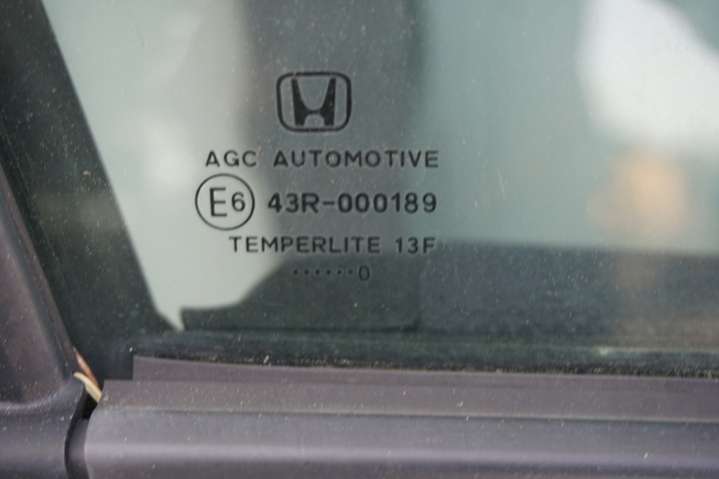 AGC AUTOMOTIVE
E6 43R-000189
TEMPERLITE 13F
······0